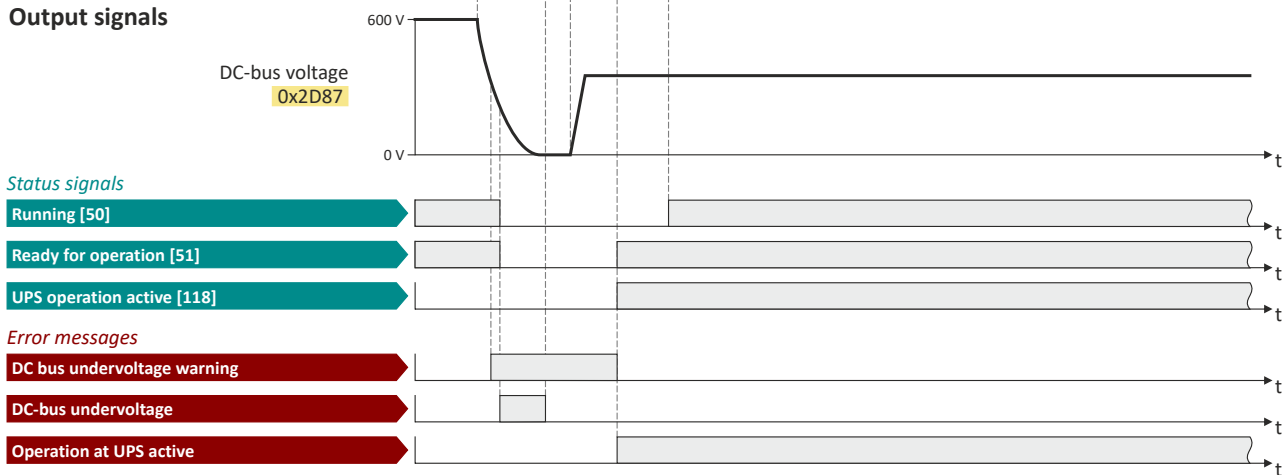 Output signals
600 V
DC-bus voltage
0x2D87
0 V
t
Status signals
Running [50]
t
Ready for operation [51]
t
UPS operation active [118]
t
Error messages
DC bus undervoltage warning
t
DC-bus undervoltage
t
Operation at UPS active
t